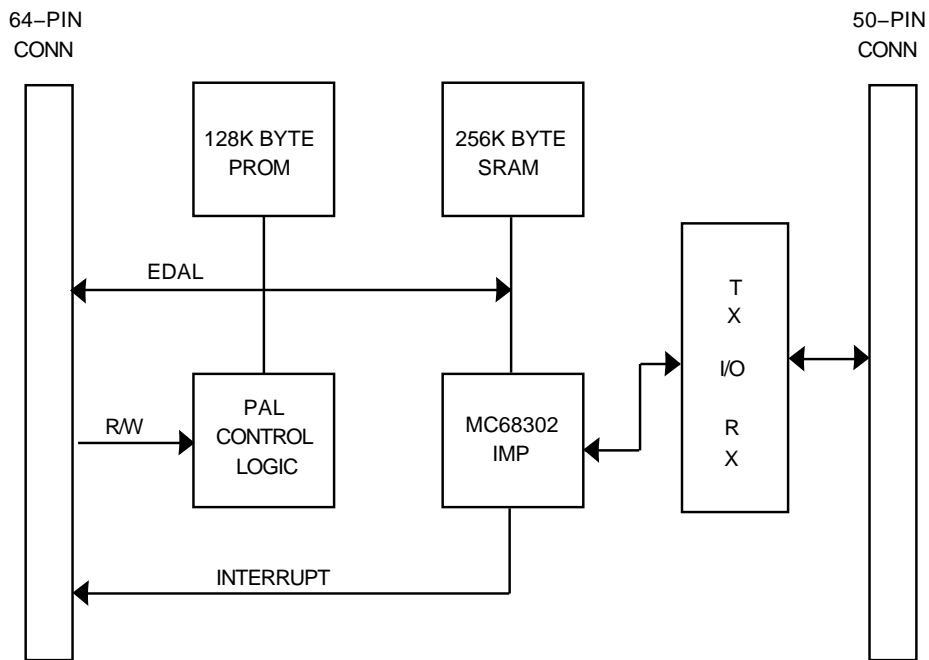 64–PIN
CONN
50–PIN
CONN
128K BYTE
PROM
256K BYTE
SRAM
EDAL
T
X
I/O
R
X
R/W
PAL
CONTROL
LOGIC
MC68302
IMP
INTERRUPT